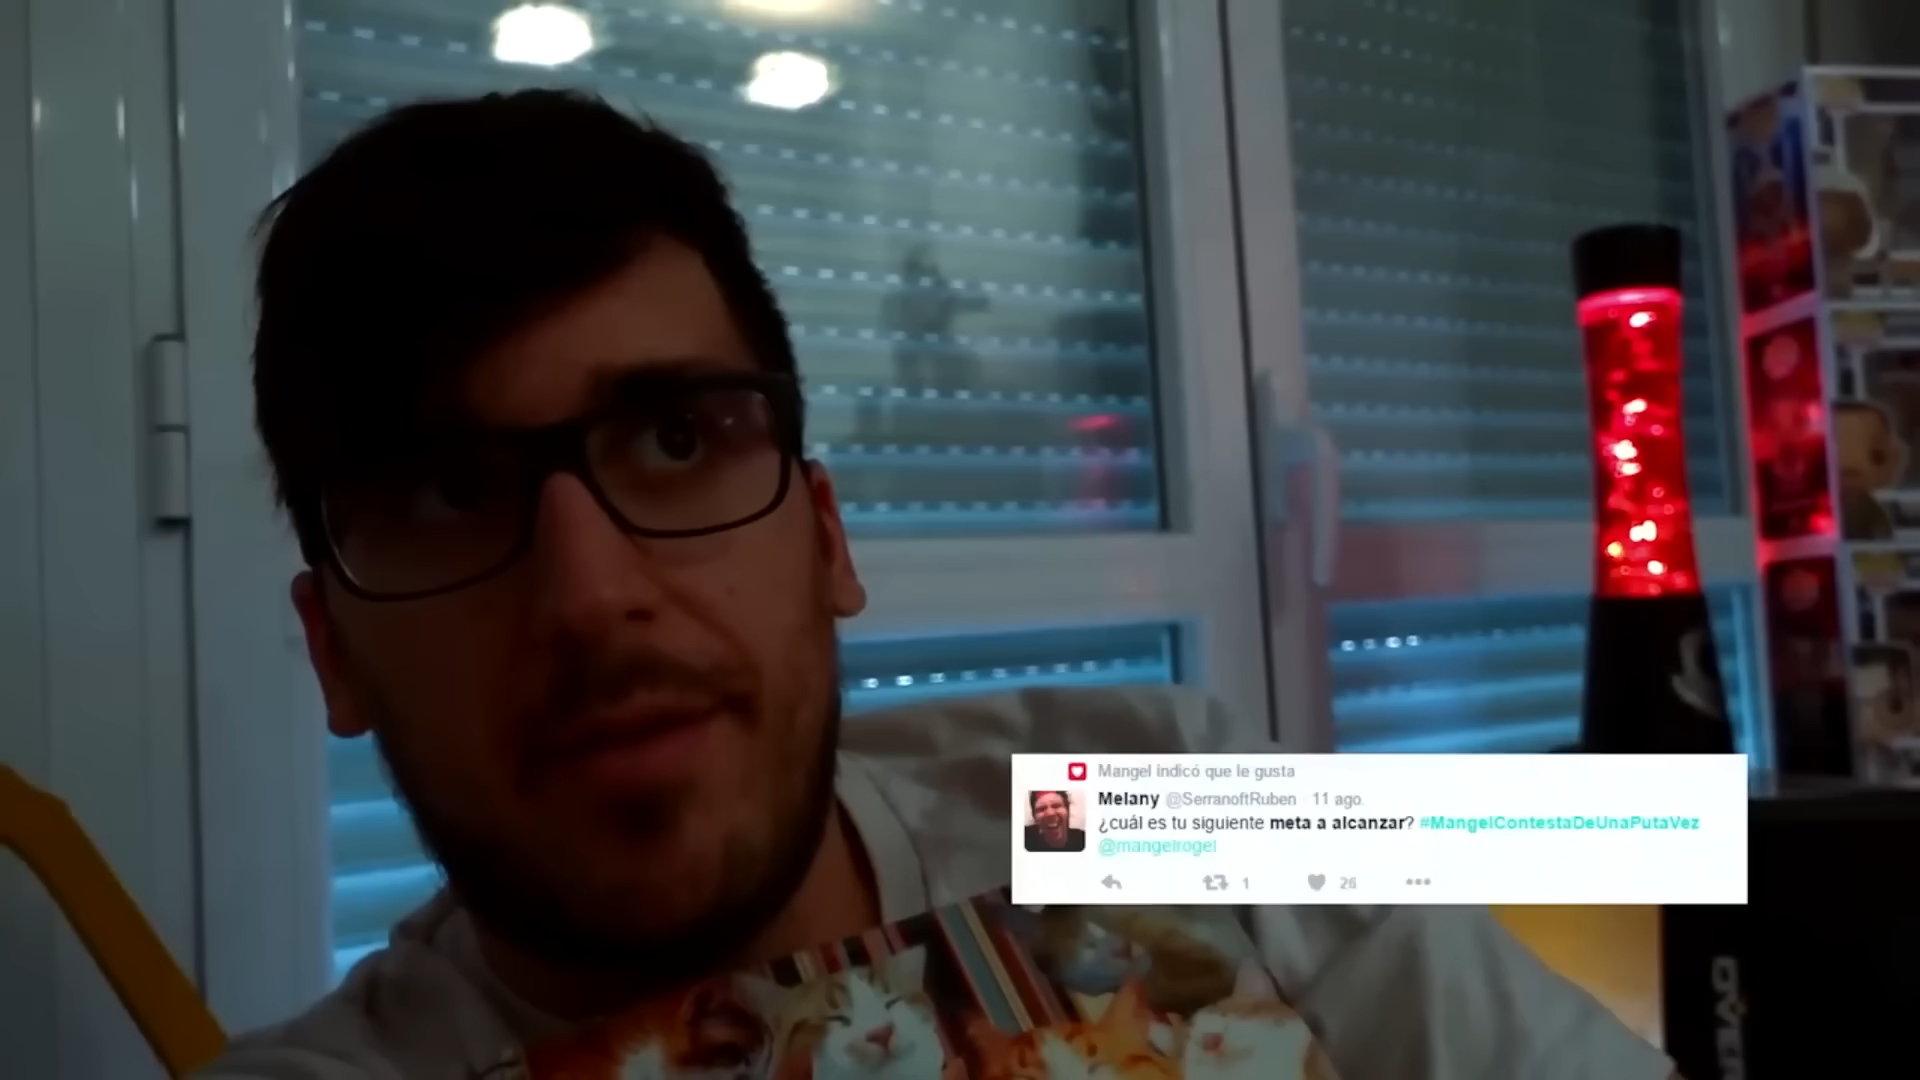 Mangel indicó que le gusta
Melany @SerranoftRuben · 11 ago.
¿cuál es tu siguiente meta a alcanzar? #MangelContestaDeUnaPutaVez
@mangelrogel
1 26